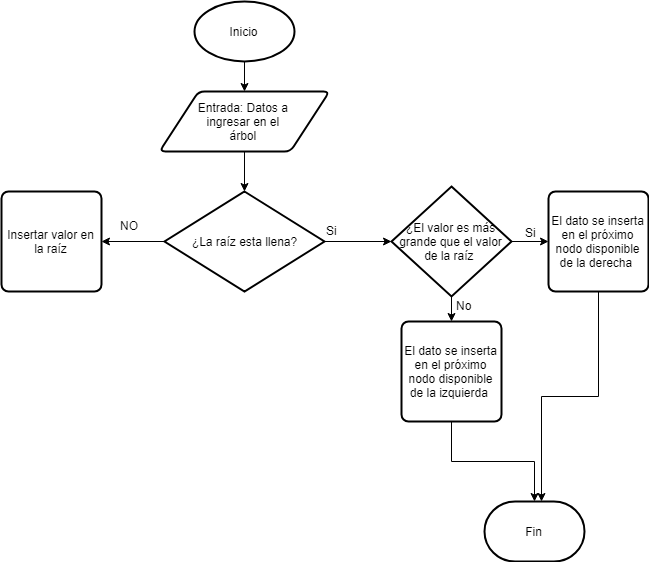 Inicio
Entrada: Datos a
ingresar en el
árbol
¿La raíz esta llena?
NO
Insertar valor en
la raíz
Si
¿El valor es más
grande que el valor
de la raíz
Si
El dato se inserta
en el próximo
nodo disponible
de la derecha
No
El dato se inserta
en el próximo
nodo disponible
de la izquierda
Fin